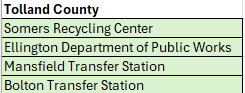 Tolland County
Somers Recycling Center
Ellington Department of Public Works
Mansfield Transfer Station
Bolton Transfer Station